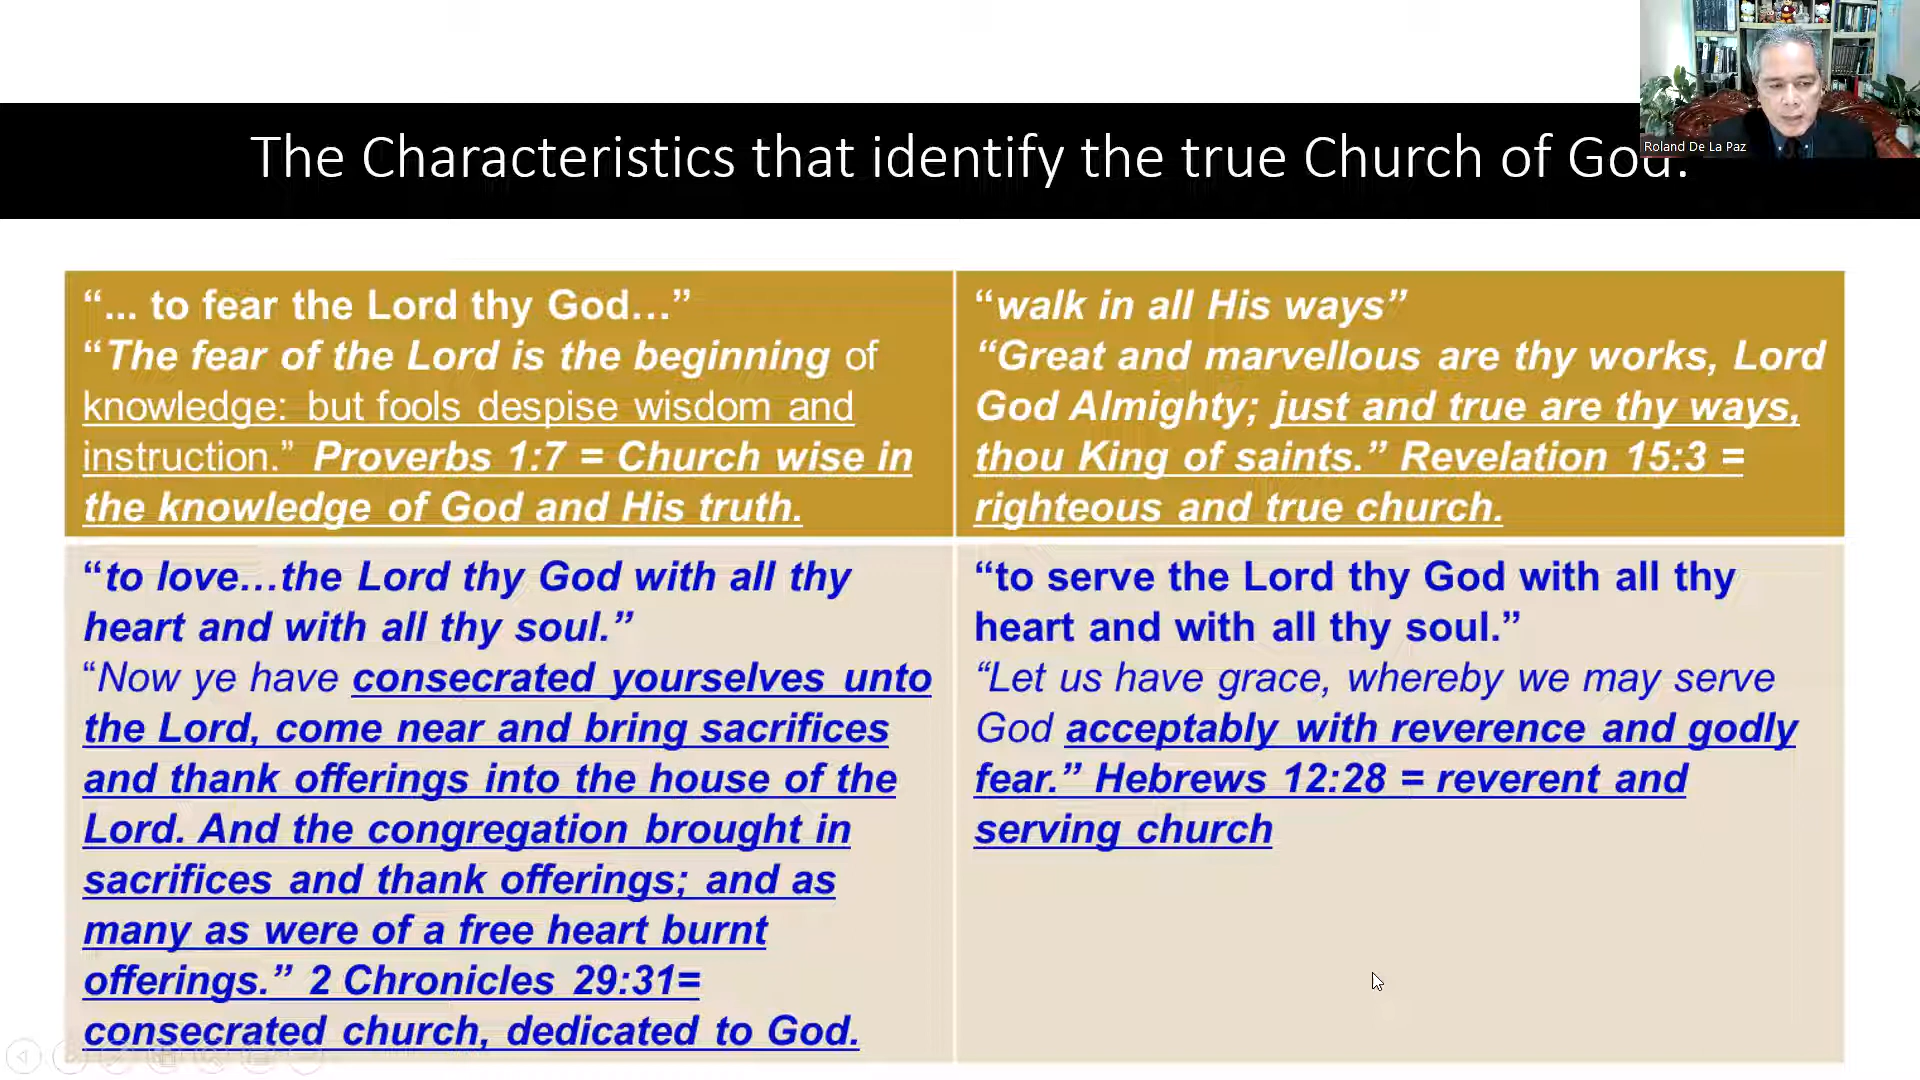 The Characteristics that identify the true Church of God.
Roland De La Paz
“... to fear the Lord thy God…”
“The fear of the Lord is the beginning of
knowledge: but fools despise wisdom and
instruction.” Proverbs 1:7 = Church wise in
the knowledge of God and His truth.
“walk in all His ways”
“Great and marvellous are thy works, Lord
God Almighty; just and true are thy ways,
thou King of saints.” Revelation 15:3 =
righteous and true church.
“to love…the Lord thy God with all thy
heart and with all thy soul.”
“Now ye have consecrated yourselves unto
the Lord, come near and bring sacrifices
and thank offerings into the house of the
Lord. And the congregation brought in
sacrifices and thank offerings; and as
many as were of a free heart burnt
offerings.” 2 Chronicles 29:31=
consecrated church, dedicated to God.
“to serve the Lord thy God with all thy
heart and with all thy soul.”
“Let us have grace, whereby we may serve
God acceptably with reverence and godly
fear.” Hebrews 12:28 = reverent and
serving church